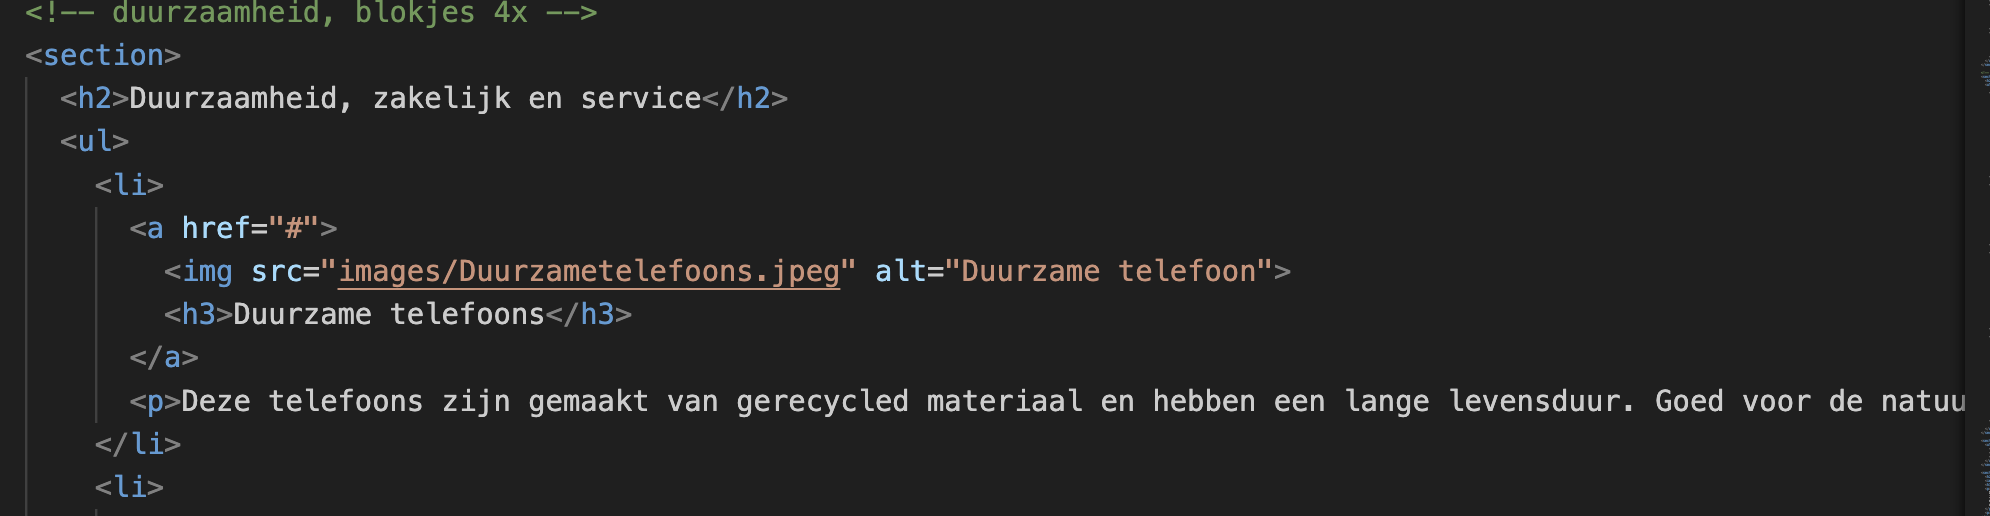 <!-- duurzaamheid, blokjes 4x -->
<section>
<h2>Duurzaamheid, zakelijk en service</h2>
<ul>
<li>
<a href="#">
<img src="images/Duurzametelefoons.jpeg" alt="Duurzame telefoon">
<h3>Duurzame telefoons</h3>
</a>
<p>Deze telefoons zijn gemaakt van gerecycled materiaal en hebben een lange levensduur. Goed voor de natuu
</li>
<li>